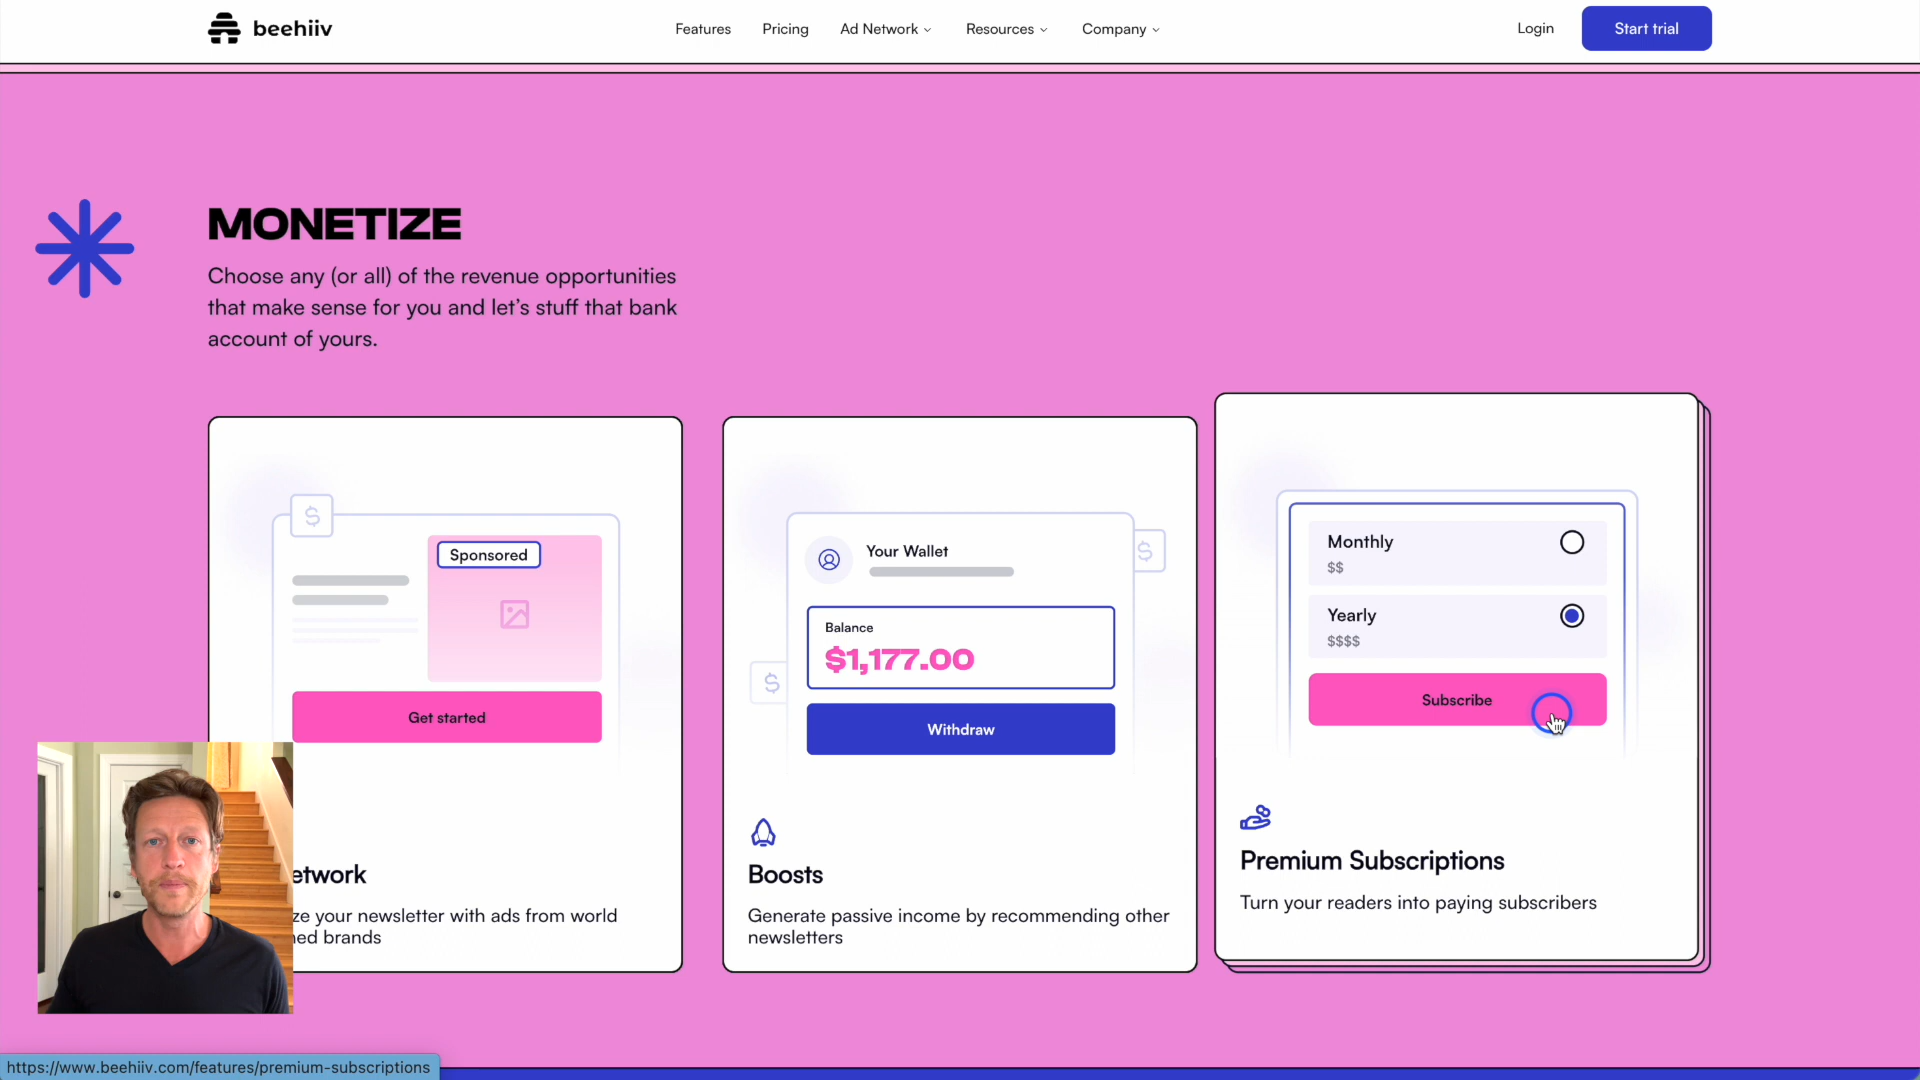 beehiiv
Features
Pricing
Ad Network
Resources
Company
Login
Start trial
MONETIZE
Choose any (or all) of the revenue opportunities
that make sense for you and let's stuff that bank
account of yours.
$
Sponsored
Get started
etwork
ze your newsletter with ads from world
ned brands
Your Wallet
$
Balance
$1,177.00
$
Withdraw
Boosts
Generate passive income by recommending other
newsletters
Monthly
$$
Yearly
$$$$
Subscribe
Premium Subscriptions
Turn your readers into paying subscribers
https://www.beehiiv.com/features/premium-subscriptions